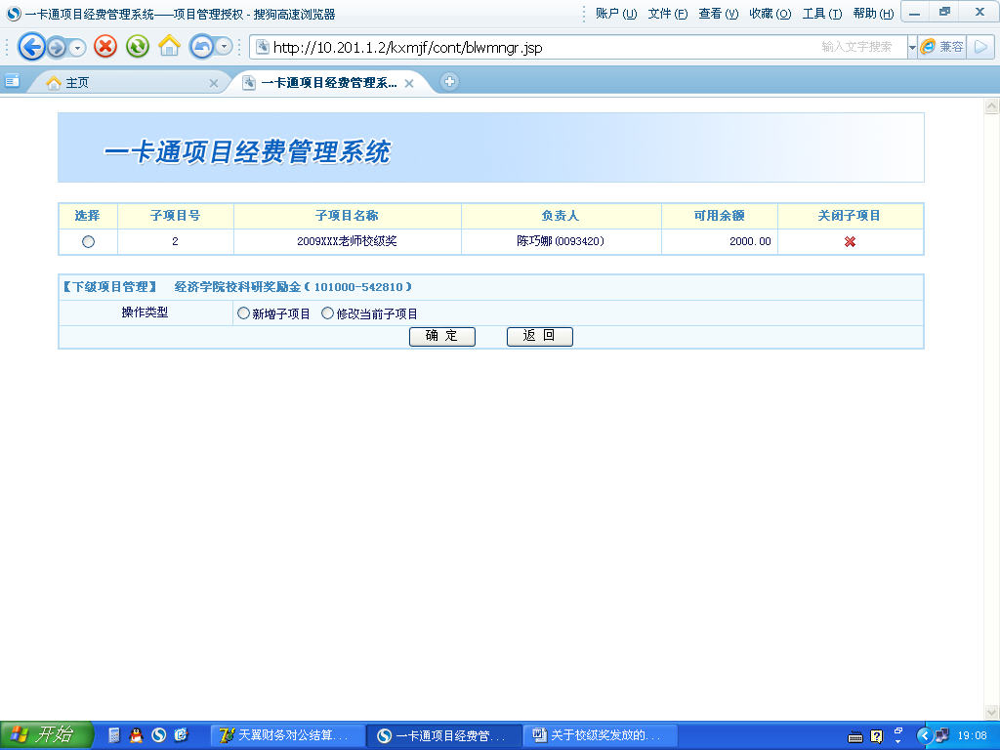 一卡通项目经费管理系统——项目管理授权 - 搜狗高速浏览器 账户(U) 文件(F) 查看(V) 收藏(O) 工具(T) 帮助(H)
http://10.201.1.2/kxmjf/cont/blwmngr.jsp 输入文字搜索 兼容
主页 一卡通项目经费管理系...
一卡通项目经费管理系统
选择 子项目号 子项目名称 负责人 可用余额 关闭子项目
2 2009XXX老师校级奖 陈巧娜(0093420) 2000.00
【下级项目管理】 经济学院校科研奖励金(101000-542810)
操作类型 新增子项目 修改当前子项目
确 定 返 回
开始 天翼财务对公结算... 一卡通项目经费管... 关于校级奖发放的... 19:08